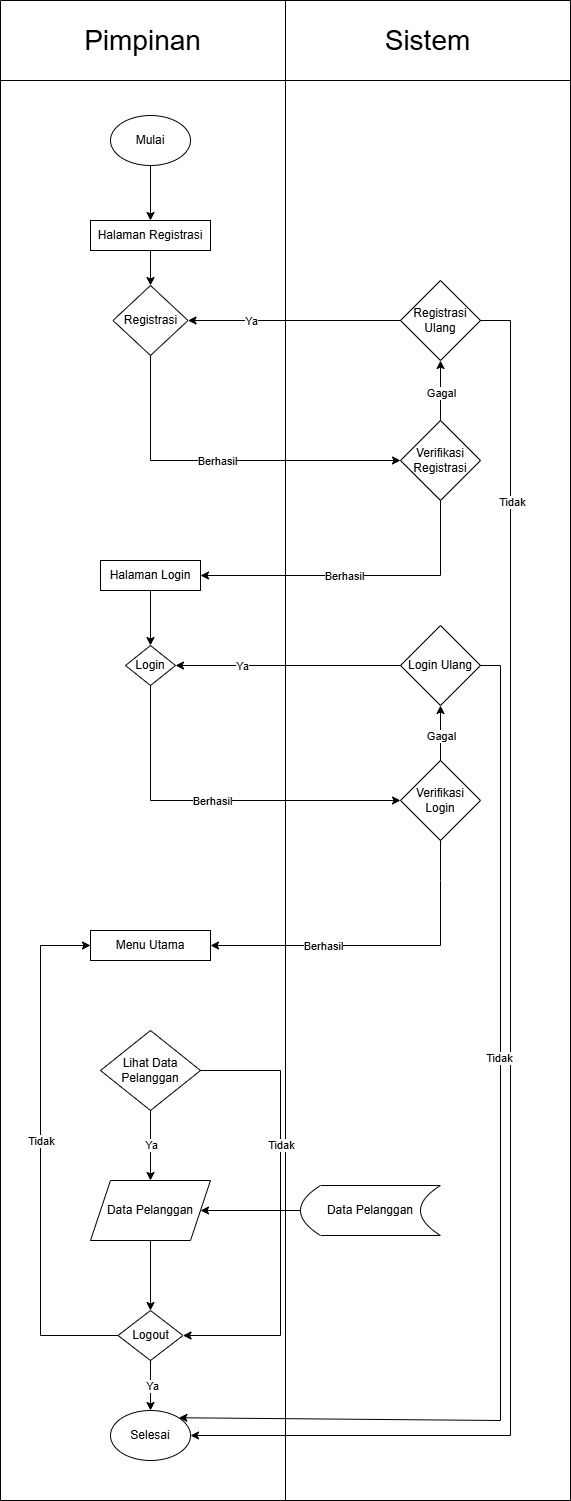 Pimpinan
Sistem
Mulai
Halaman Registrasi
Registrasi
Ya
Registrasi
Ulang
Gagal
Berhasil
Verifikasi
Registrasi
Tidak
Halaman Login
Berhasil
Login
Ya
Login Ulang
Gagal
Berhasil
Verifikasi
Login
Menu Utama
Berhasil
Lihat Data
Pelanggan
Tidak
Tidak
Ya
Tidak
Data Pelanggan
Data Pelanggan
Logout
Ya
Selesai